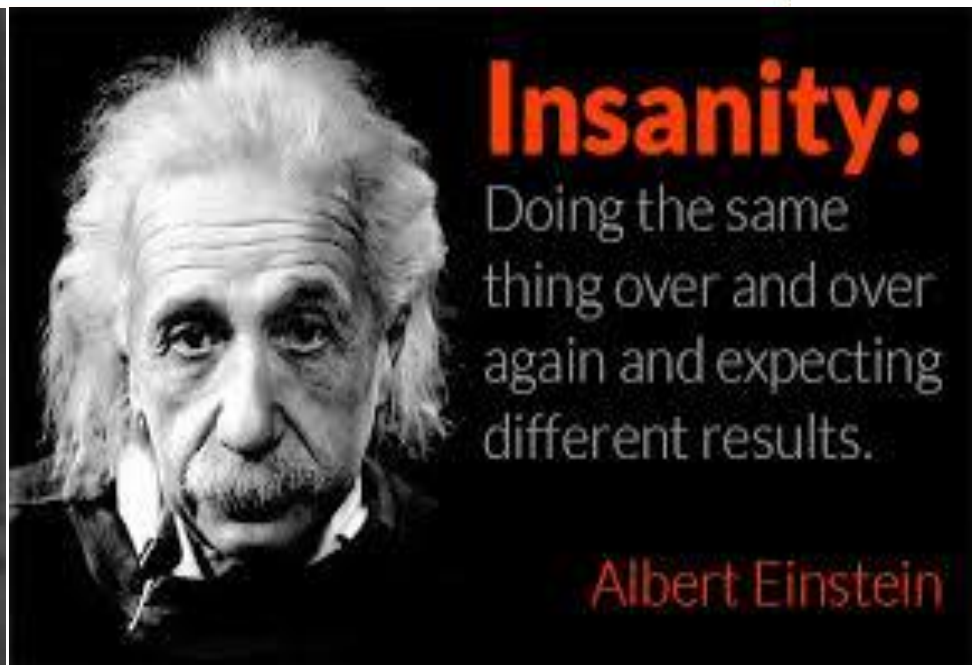 Insanity:
Doing the same
thing over and over
again and expecting
different results.
Albert Einstein